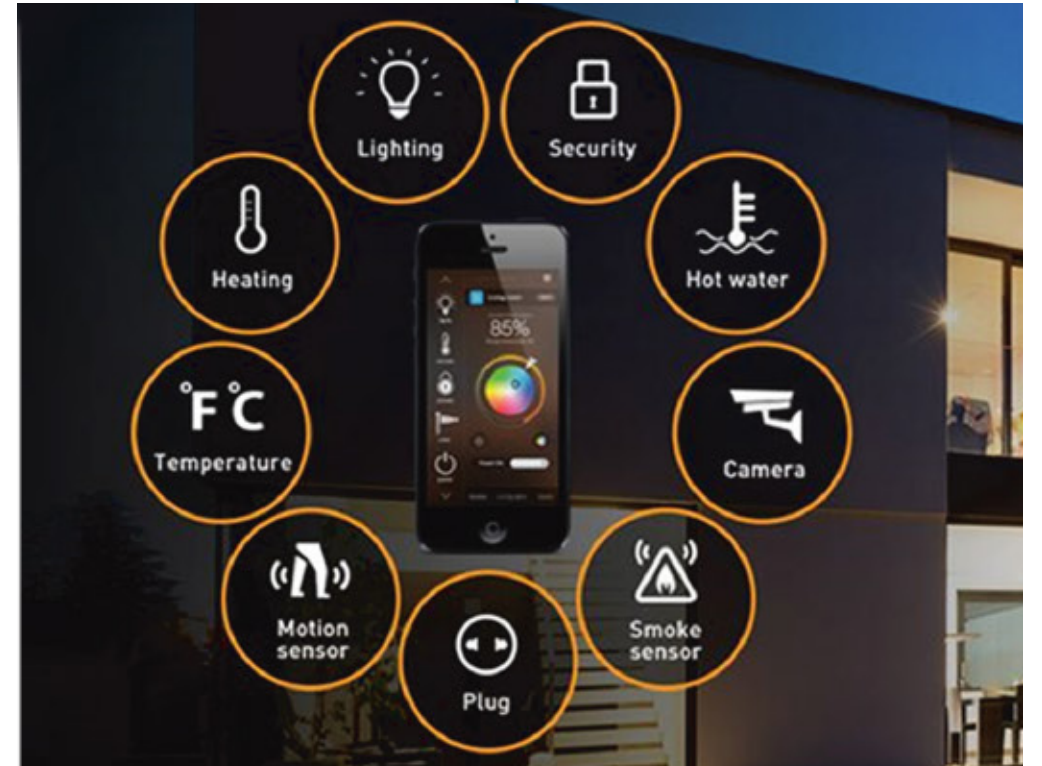 Lighting
Security
Heating
Hot water
85%
°F °C
Temperature
Camera
Motion
sensor
Smoke
sensor
Plug